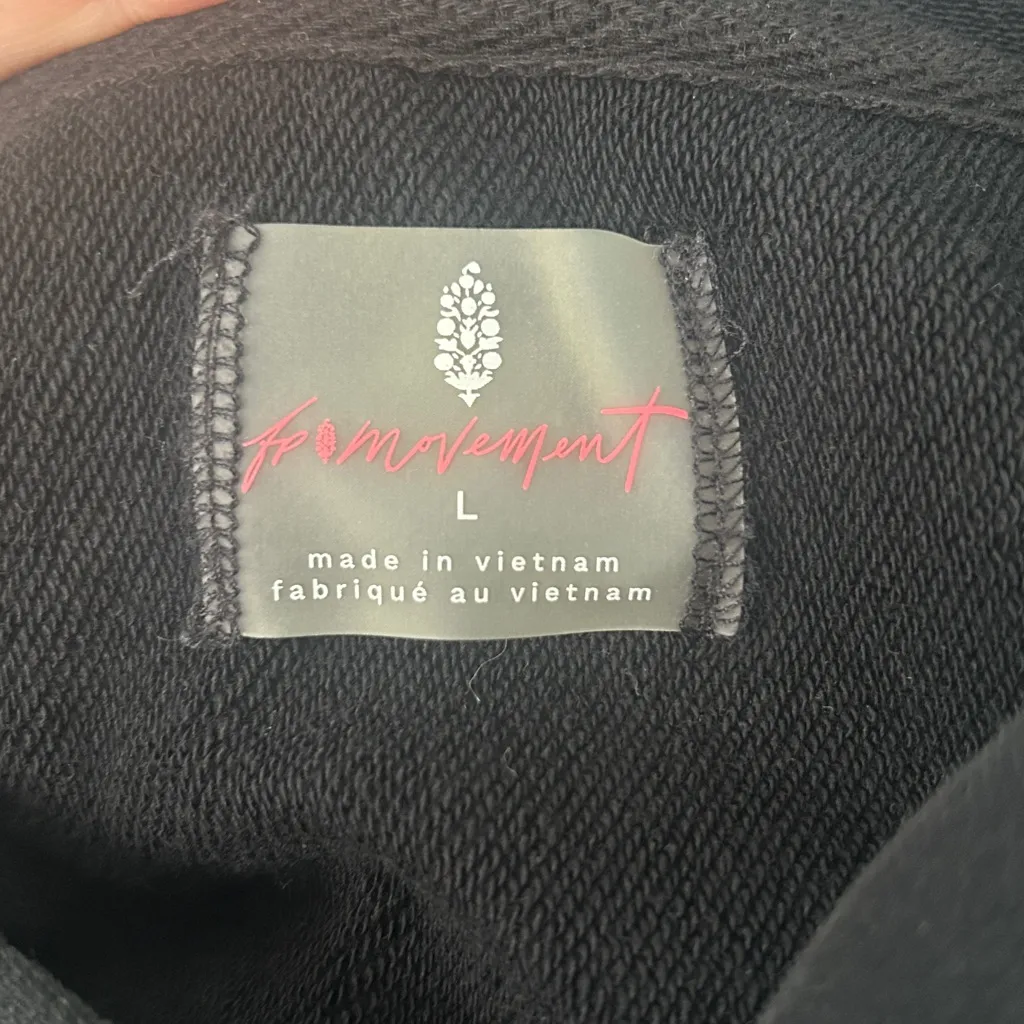 fp movement
L
made in vietnam
fabriqué au vietnam